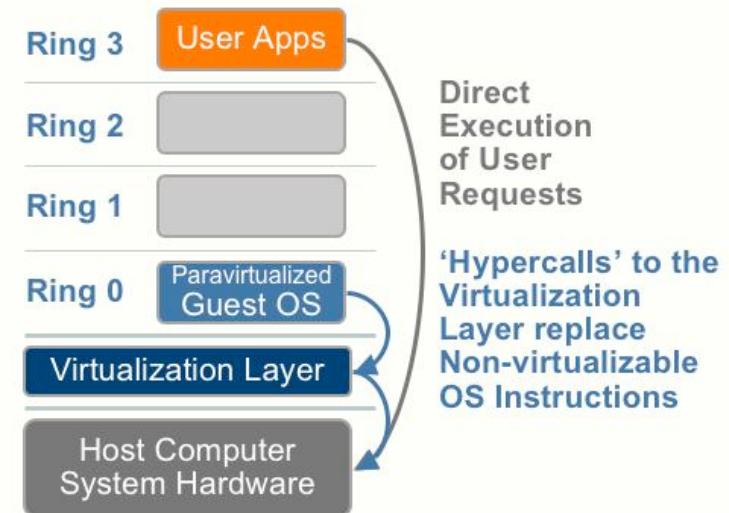 Ring 3
User Apps
Ring 2
Ring 1
Ring 0
Paravirtualized
Guest OS
Virtualization Layer
Host Computer
System Hardware
Direct
Execution
of User
Requests
‘Hypercalls’ to the
Virtualization
Layer replace
Non-virtualizable
OS Instructions